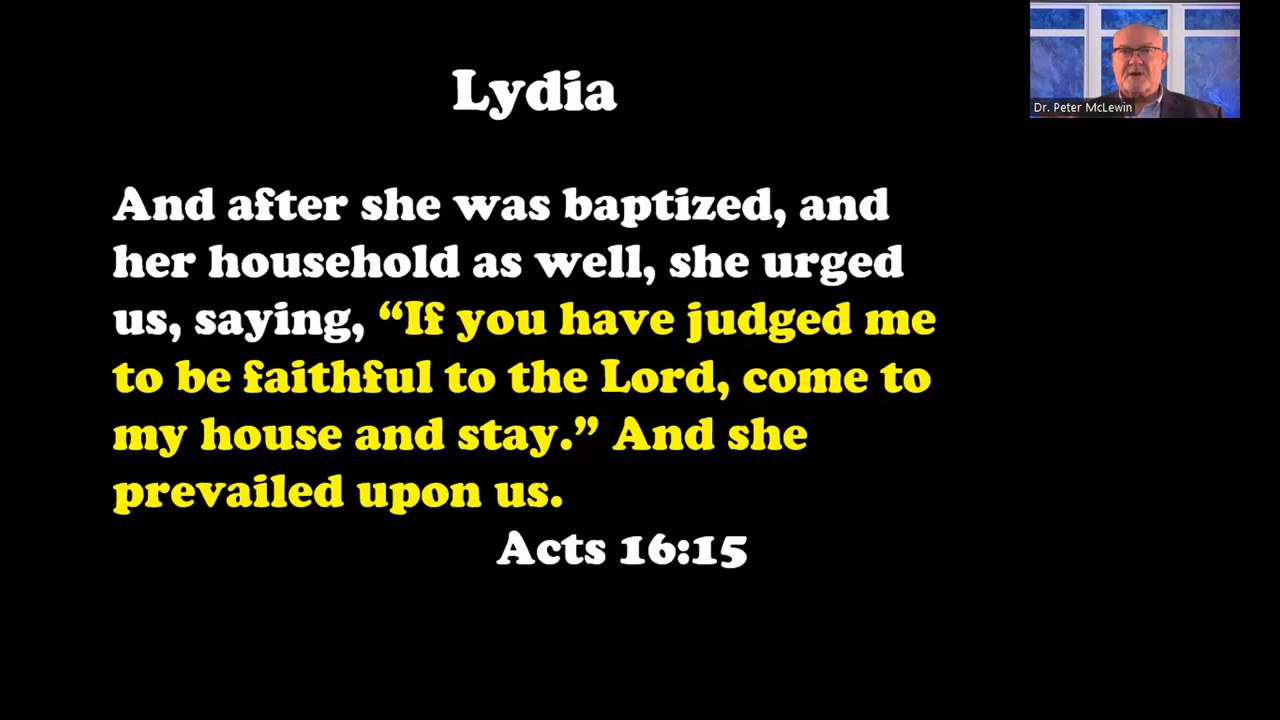 Lydia
Dr. Peter McLewin
And after she was baptized, and
her household as well, she urged
us, saying, “If you have judged me
to be faithful to the Lord, come to
my house and stay.” And she
prevailed upon us.
Acts 16:15